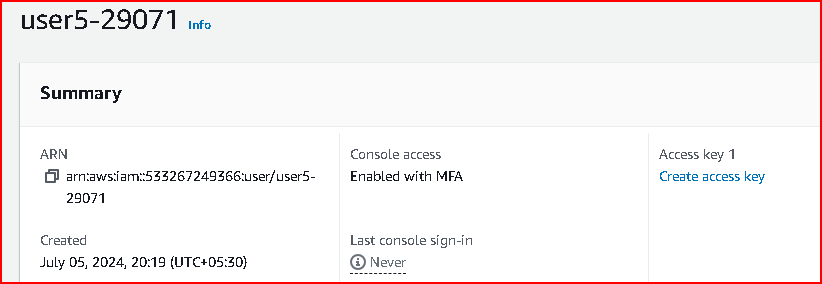 user5-29071 Info
Summary
ARN
arn:aws:iam::533267249366:user/user5-
29071
Console access
Enabled with MFA
Access key 1
Create access key
Created
July 05, 2024, 20:19 (UTC+05:30)
Last console sign-in
Never